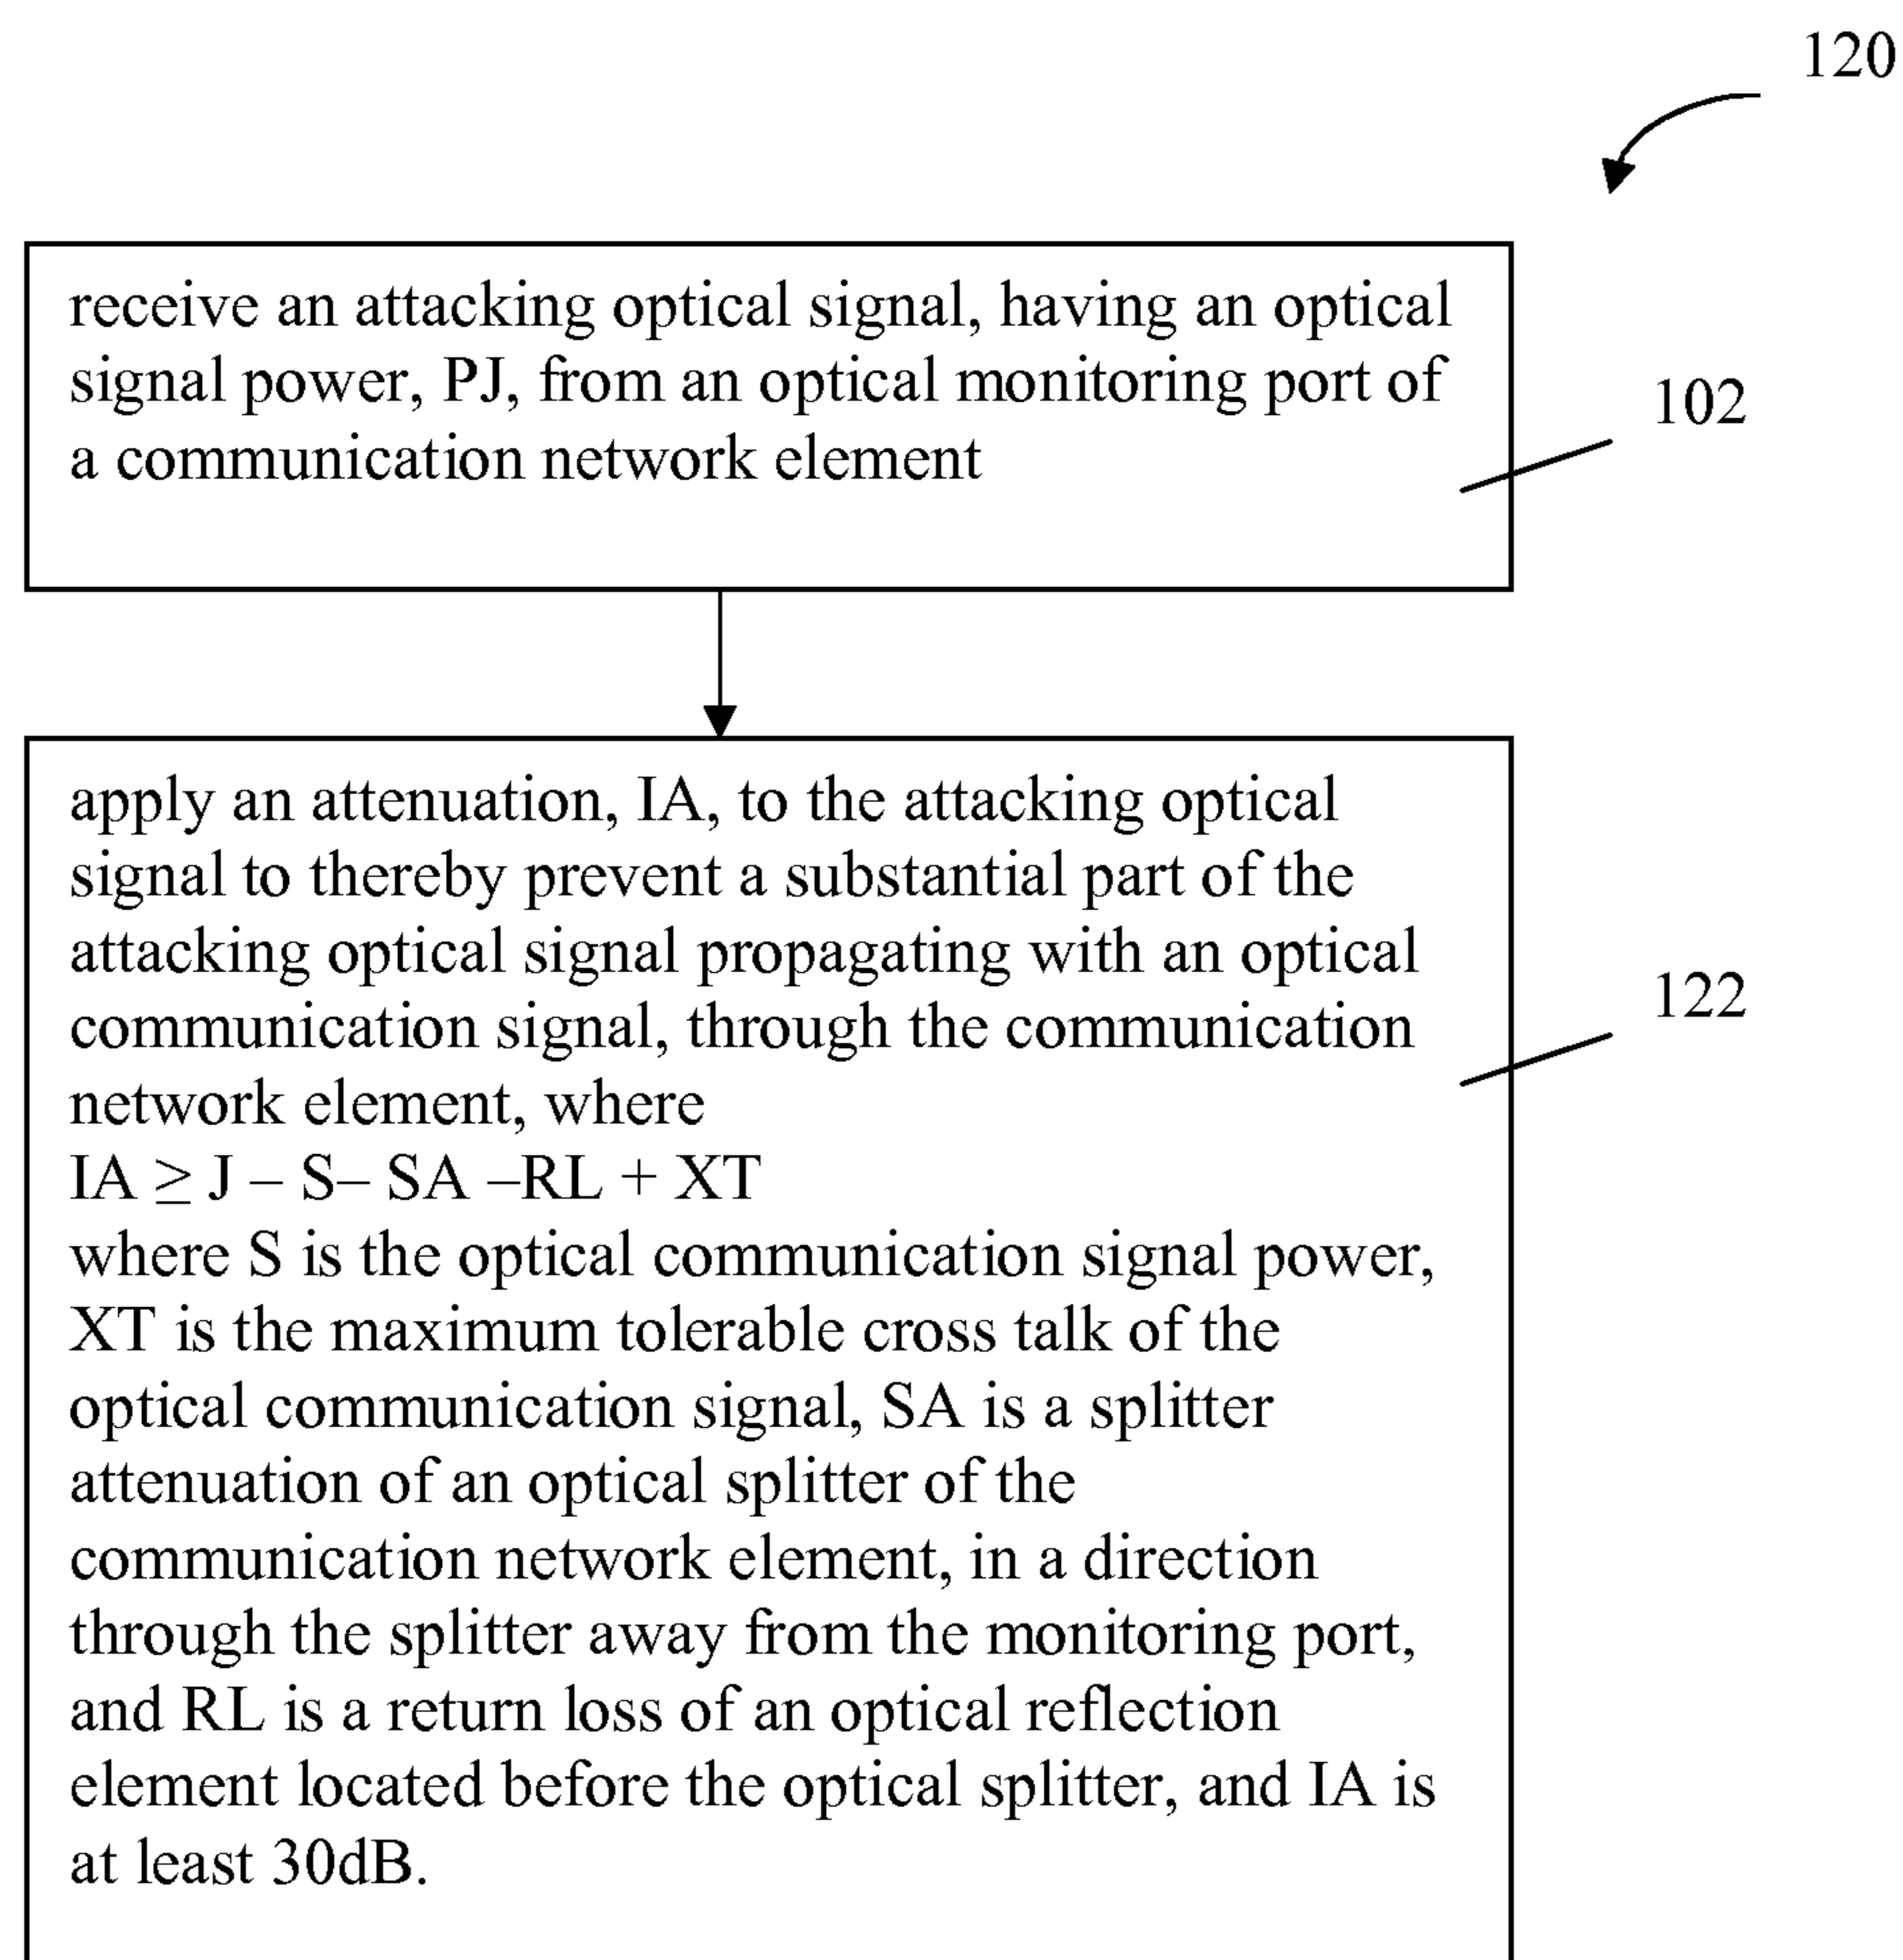 120
receive an attacking optical signal, having an optical
signal power, PJ, from an optical monitoring port of
a communication network element
102
apply an attenuation, IA, to the attacking optical
signal to thereby prevent a substantial part of the
attacking optical signal propagating with an optical
communication signal, through the communication
network element, where
IA ≥ J – S– SA –RL + XT
where S is the optical communication signal power,
XT is the maximum tolerable cross talk of the
optical communication signal, SA is a splitter
attenuation of an optical splitter of the
communication network element, in a direction
through the splitter away from the monitoring port,
and RL is a return loss of an optical reflection
element located before the optical splitter, and IA is
at least 30dB.
122